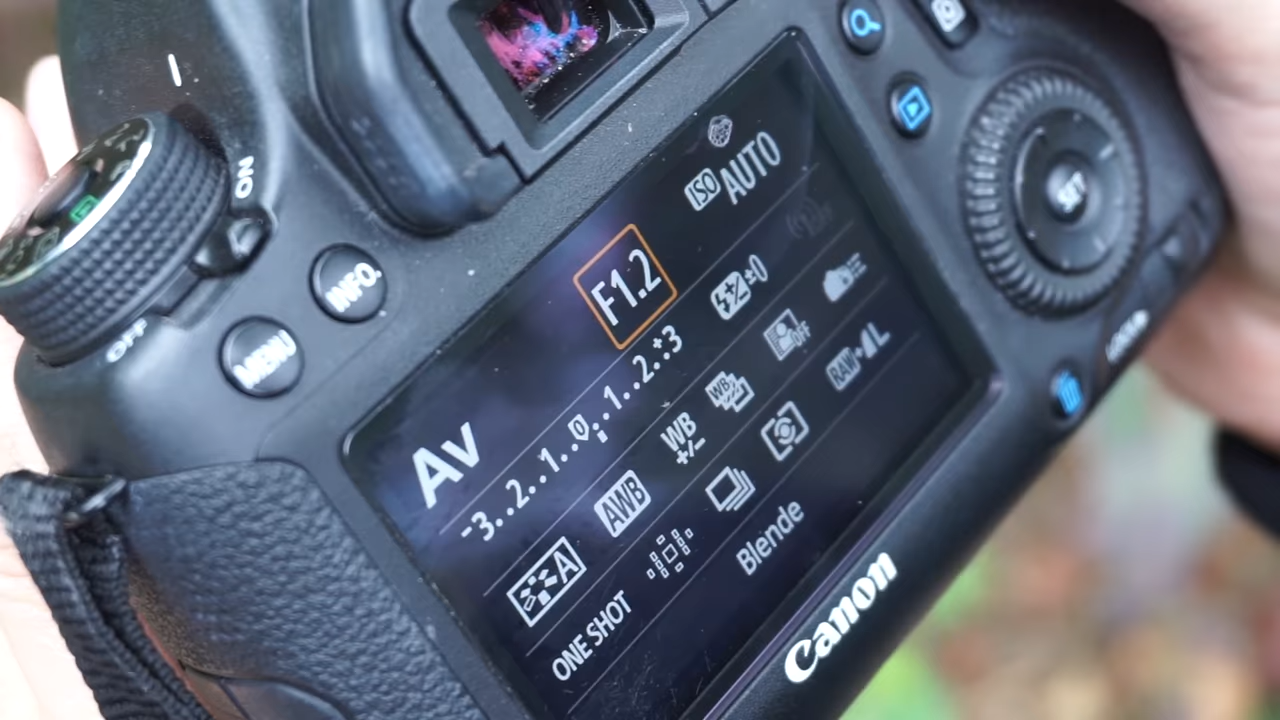 ON
OFF
INFO.
MENU
SET
Av
F1.2
ISO AUTO
-3..2..1..0..1..2..+3
±0
AWB
WB
+/-
WB
OFF
A
ONE SHOT
RAW+L
Blende
Canon